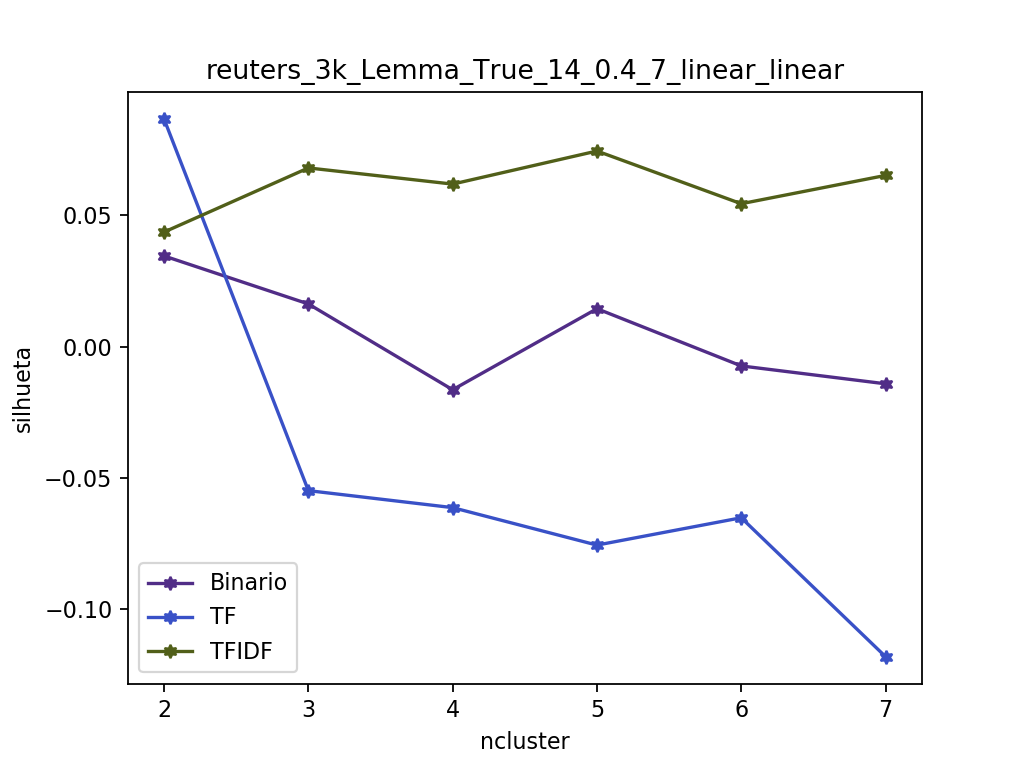 reuters_3k_Lemma_True_14_0.4_7_linear_linear
silhueta
0.05
0.00
−0.05
−0.10
Binario
TF
TFIDF
2 3 4 5 6 7
ncluster